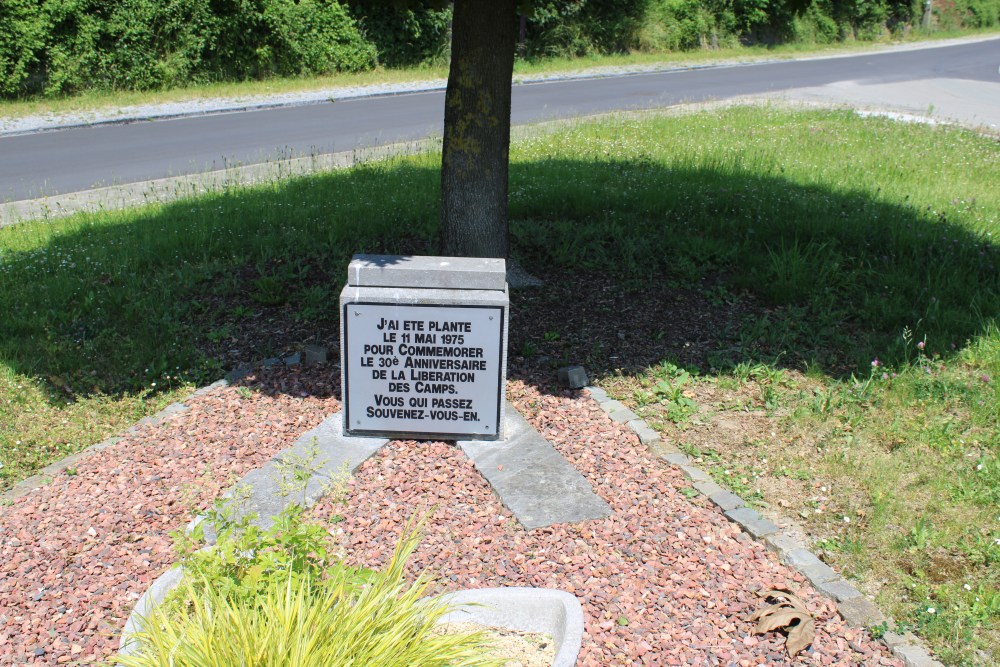 J'AI ETE PLANTE
LE 11 MAI 1975
POUR COMMEMORER
LE 30È ANNIVERSAIRE
DE LA LIBERATION
DES CAMPS.
VOUS QUI PASSEZ
SOUVENEZ-VOUS-EN.